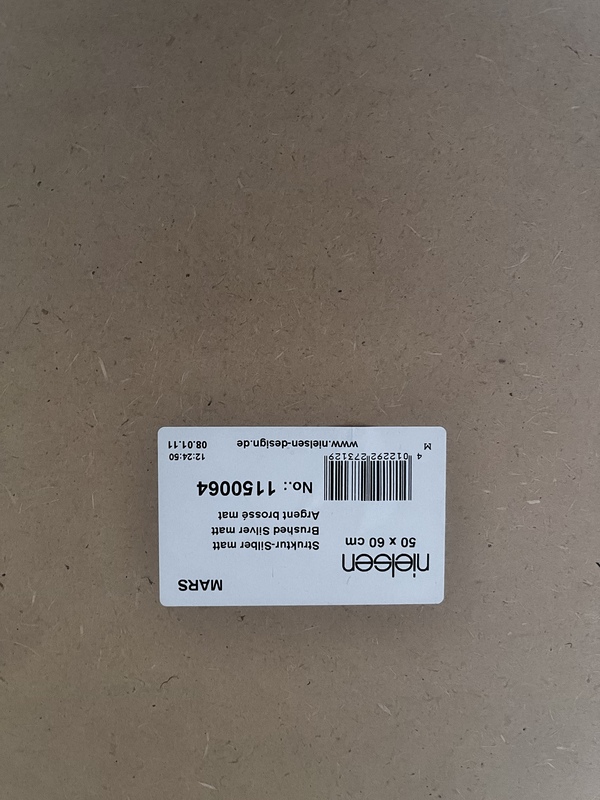 nielsen
MARS
50 x 60 cm
Struktur-Silber matt
Brushed Silver matt
Argent brossé mat
No.: 1150064
4 012292 273129
12:24:50
M
www.nielsen-design.de
08.01.11